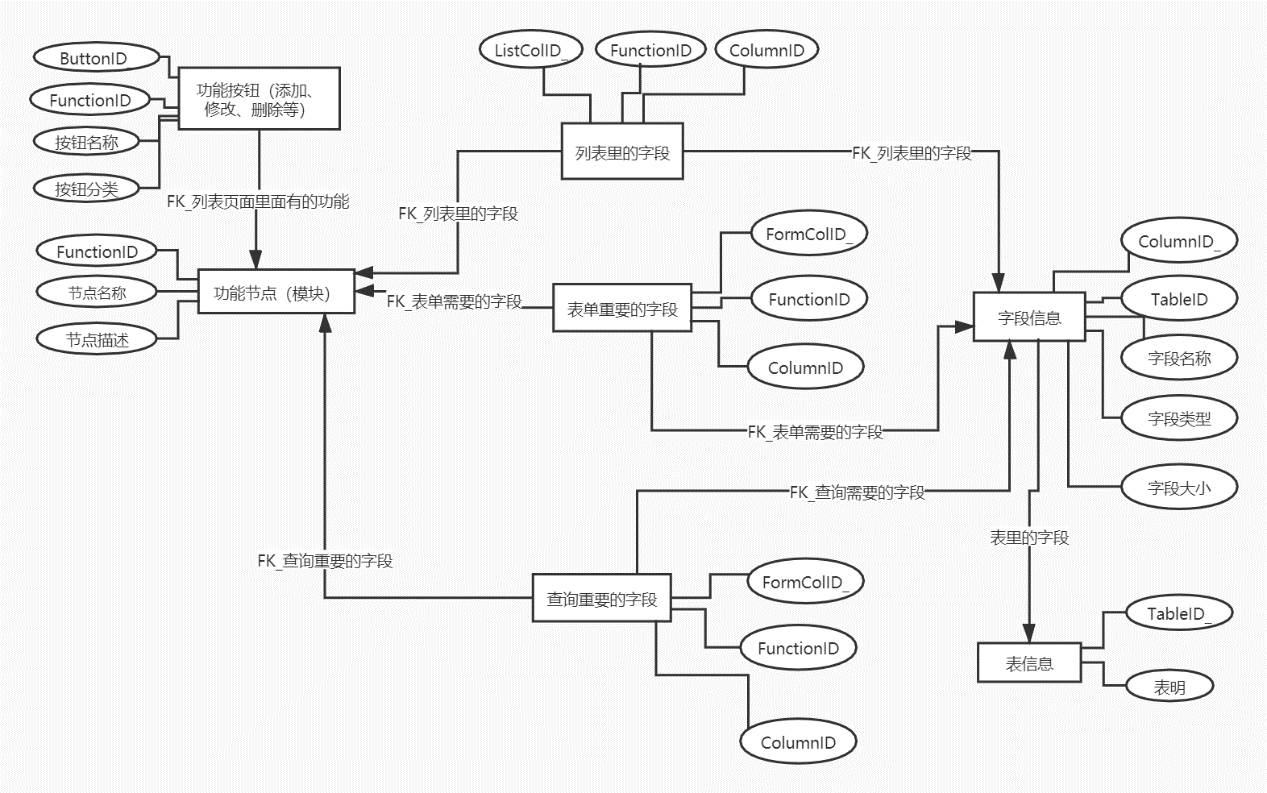 ButtonID_
FunctionID
按钮名称
按钮分类
功能按钮（添加、
修改、删除等）
FK_列表页面里面有的功能
FunctionID
节点名称
节点描述
功能节点（模块）
ListColID_
FunctionID
ColumnID
列表里的字段
FK_列表里的字段
FK_列表里的字段
FormColID_
FunctionID
ColumnID
表单重要的字段
FK_表单需要的字段
FK_表单需要的字段
ColumnID_
TableID
字段名称
字段类型
字段大小
字段信息
FK_查询需要的字段
表里的字段
FK_查询重要的字段
查询重要的字段
FormColID_
FunctionID
ColumnID
TableID_
表信息
表明